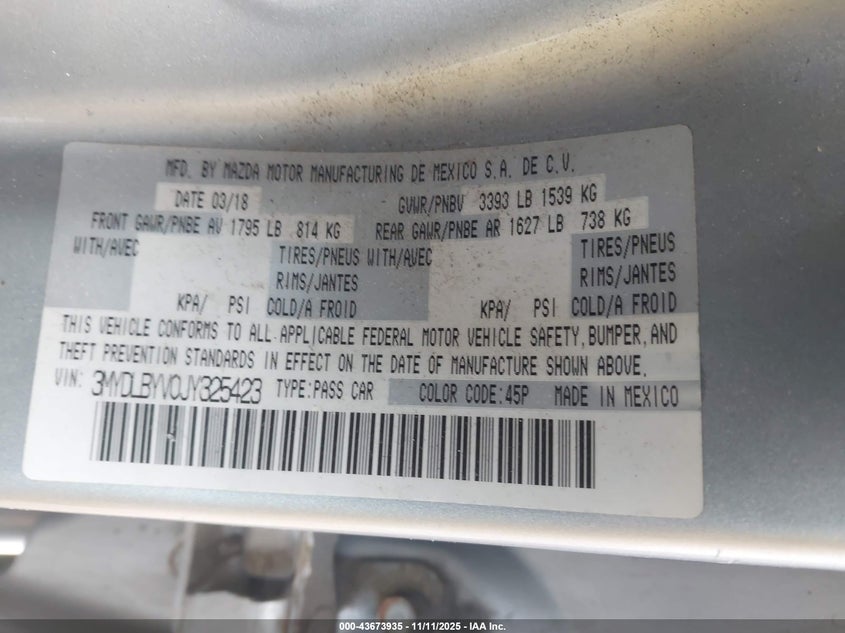 MFD. BY MAZDA MOTOR MANUFACTURING DE MEXICO S.A. DE C.V.
DATE 03/18 GVWR/PNBV 3393 LB 1539 KG
FRONT GAWR/PNBE AV 1795 LB 814 KG REAR GAWR/PNBE AR 1627 LB 738 KG
WITH/AVEC TIRES/PNEUS WITH/AVEC TIRES/PNEUS
RIMS/JANTES RIMS/JANTES
KPA/ PSI COLD/A FROID KPA/ PSI COLD/A FROID
THIS VEHICLE CONFORMS TO ALL APPLICABLE FEDERAL MOTOR VEHICLE SAFETY, BUMPER, AND
THEFT PREVENTION STANDARDS IN EFFECT ON THE DATE OF MANUFACTURE SHOWN ABOVE.
VIN: 3MYDLBYV0JY325423 TYPE:PASS CAR COLOR CODE:45P MADE IN MEXICO
000-43673935 - 11/11/2025 - IAA Inc.